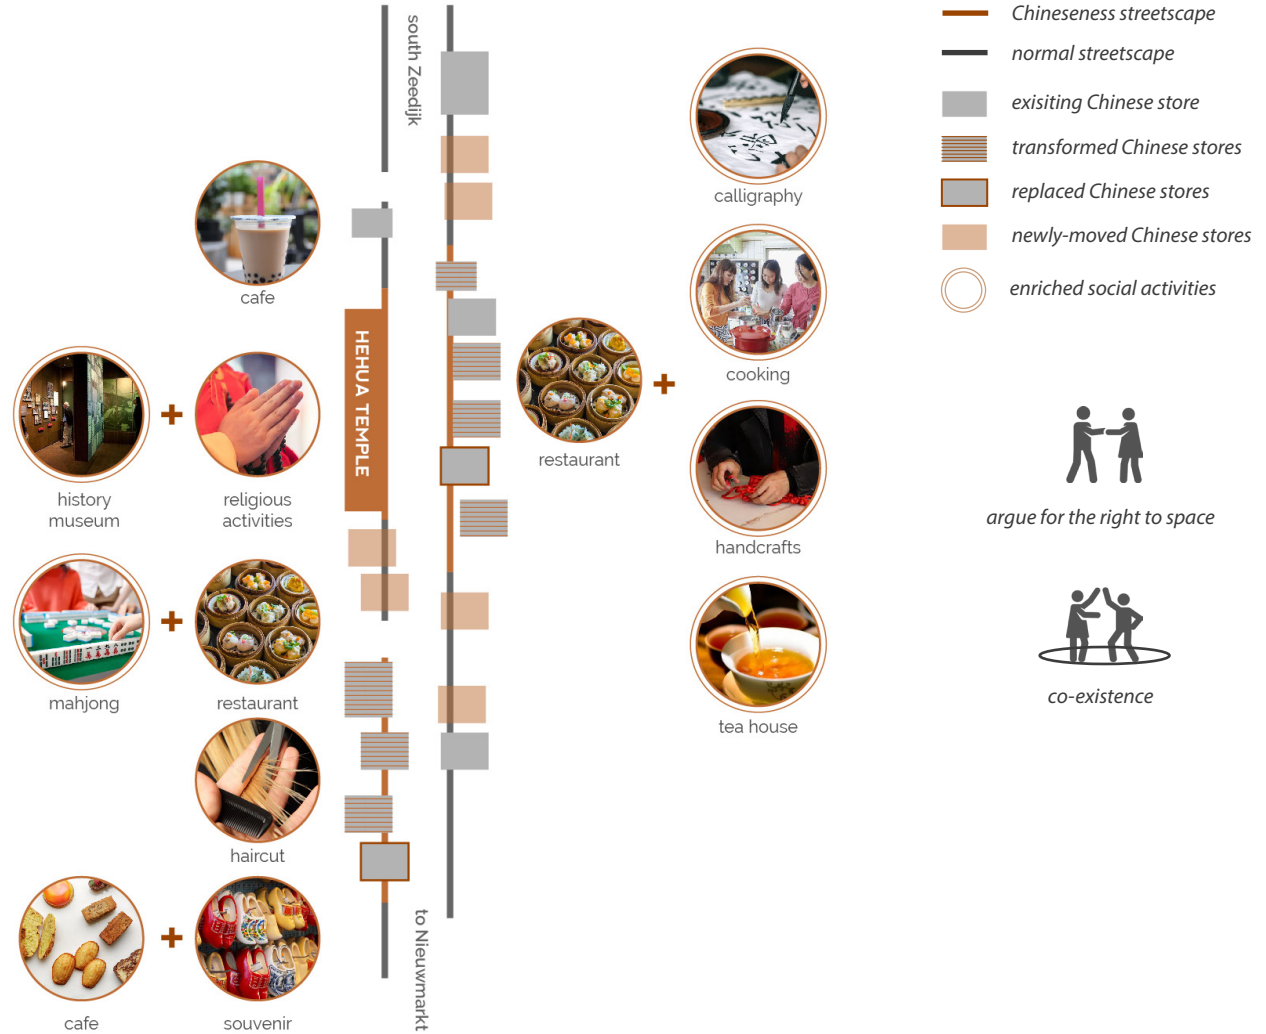 south Zeedijk
Chineseness streetscape
normal streetscape
exisiting Chinese store
transformed Chinese stores
replaced Chinese stores
newly-moved Chinese stores
enriched social activities
calligraphy
cafe
cooking
HEHUA TEMPLE
restaurant
history
museum
religious
activities
handcrafts
argue for the right to space
mahjong
restaurant
tea house
co-existence
haircut
to Nieuwmarkt
cafe
souvenir